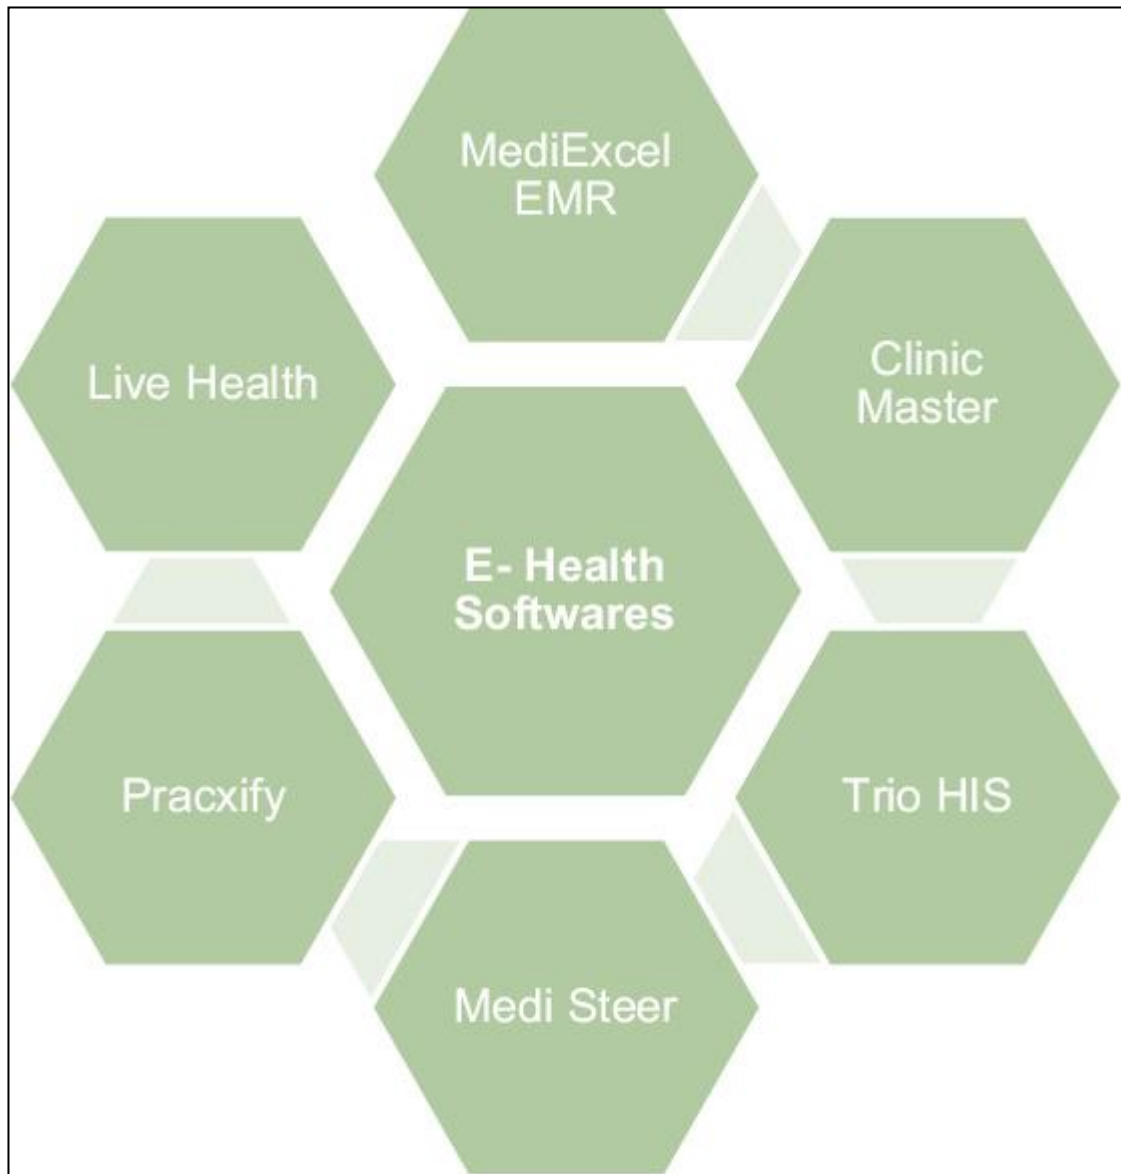 MediExcel
EMR
Clinic
Master
Live Health
E- Health
Softwares
Pracxify
Trio HIS
Medi Steer